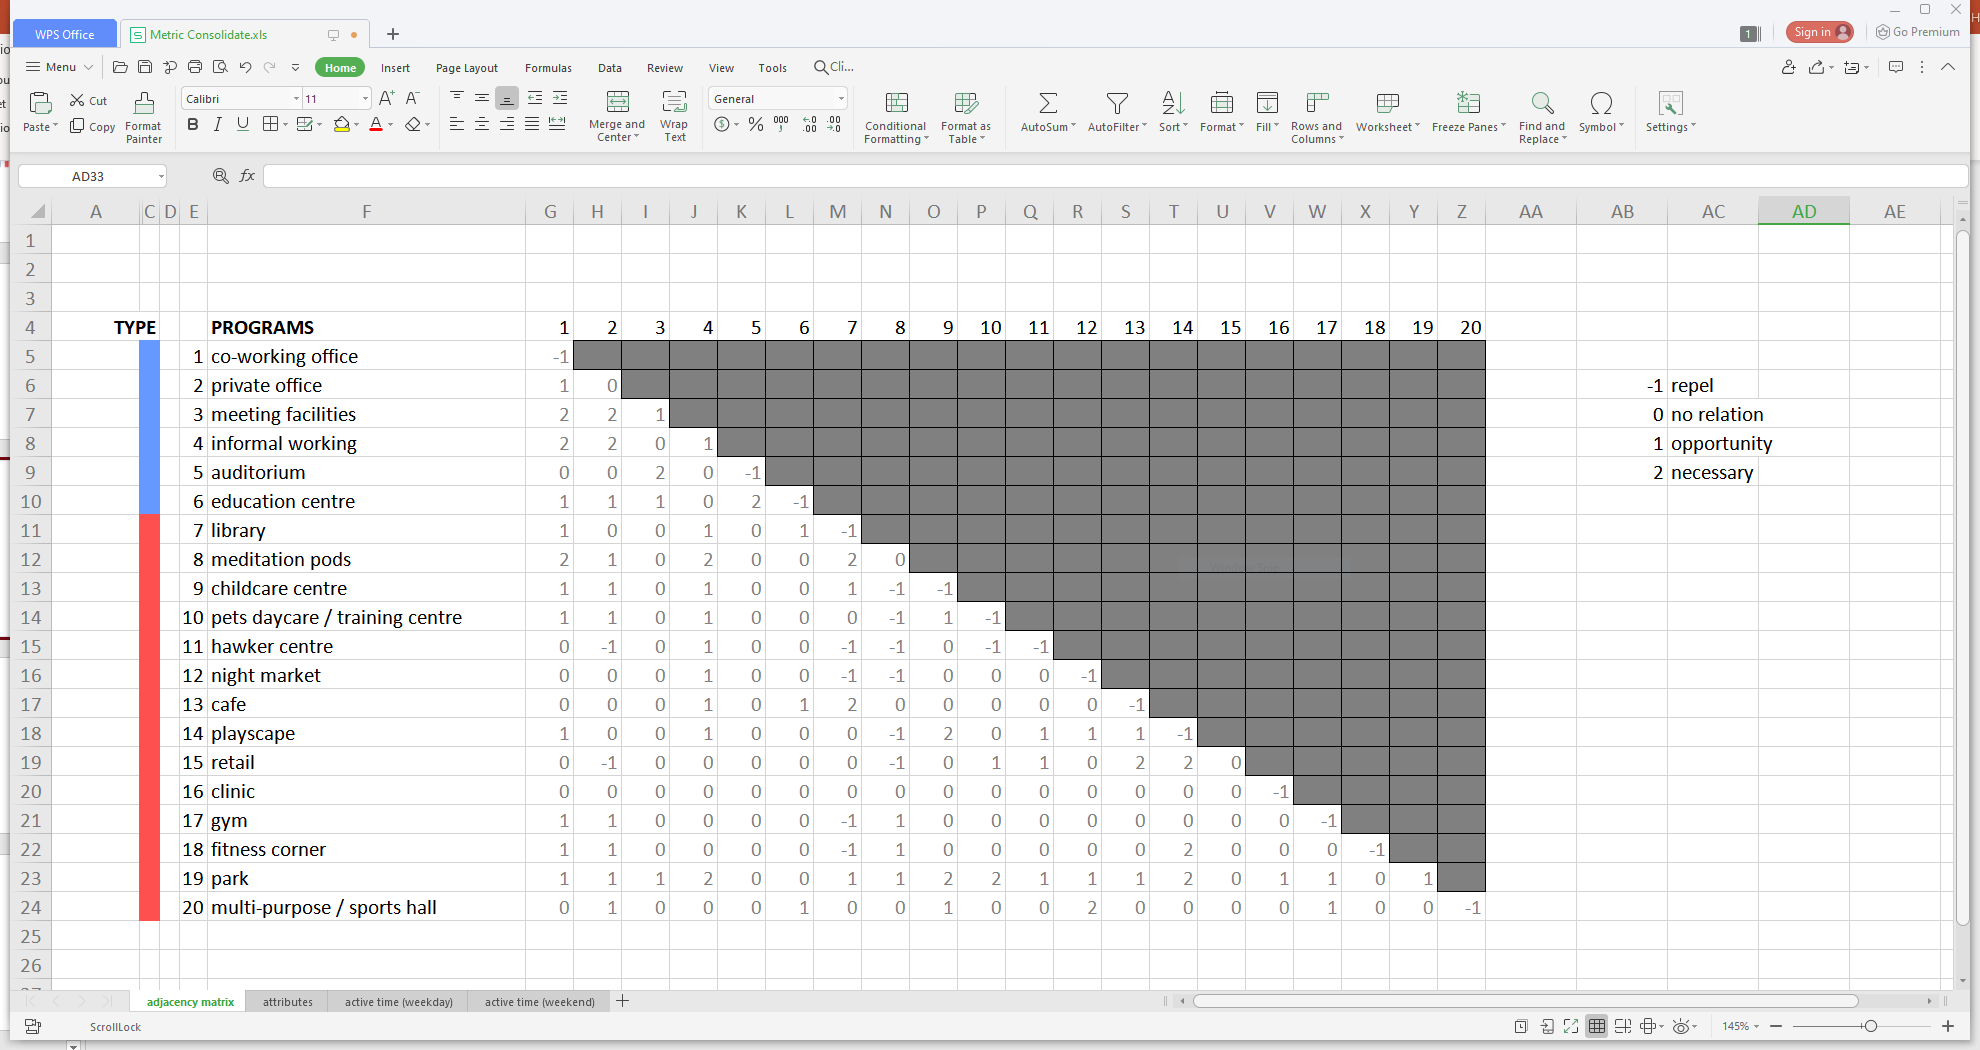 WPS Office Metric Consolidate.xls 1 Sign in Go Premium
Menu Home Insert Page Layout Formulas Data Review View Tools Cli...
Paste Cut Copy Format Painter Calibri 11 Merge and Center Wrap Text General Conditional Formatting Format as Table AutoSum AutoFilter Sort Format Fill Rows and Columns Worksheet Freeze Panes Find and Replace Symbol Settings
AD33 fx
A C D E F G H I J K L M N O P Q R S T U V W X Y Z AA AB AC AD AE
1
2
3
4 TYPE PROGRAMS 1 2 3 4 5 6 7 8 9 10 11 12 13 14 15 16 17 18 19 20
5 1 co-working office -1
6 2 private office 1 0 -1 repel
7 3 meeting facilities 2 2 1 0 no relation
8 4 informal working 2 2 0 1 1 opportunity
9 5 auditorium 0 0 2 0 -1 2 necessary
10 6 education centre 1 1 1 0 2 -1
11 7 library 1 0 0 1 0 1 -1
12 8 meditation pods 2 1 0 2 0 0 2 0
13 9 childcare centre 1 1 0 1 0 0 1 -1 -1
14 10 pets daycare / training centre 1 1 0 1 0 0 0 -1 1 -1
15 11 hawker centre 0 -1 0 1 0 0 -1 -1 0 -1 -1
16 12 night market 0 0 0 1 0 0 -1 -1 0 0 0 -1
17 13 cafe 0 0 0 1 0 1 2 0 0 0 0 0 -1
18 14 playscape 1 0 0 1 0 0 0 -1 2 0 1 1 1 -1
19 15 retail 0 -1 0 0 0 0 0 -1 0 1 1 0 2 2 0
20 16 clinic 0 0 0 0 0 0 0 0 0 0 0 0 0 0 0 -1
21 17 gym 1 1 0 0 0 0 -1 1 0 0 0 0 0 0 0 0 -1
22 18 fitness corner 1 1 0 0 0 0 -1 1 0 0 0 0 0 2 0 0 0 -1
23 19 park 1 1 1 2 0 0 1 1 2 2 1 1 1 2 0 1 1 0 1
24 20 multi-purpose / sports hall 0 1 0 0 0 1 0 0 1 0 0 2 0 0 0 0 1 0 0 -1
25
26
adjacency matrix attributes active time (weekday) active time (weekend)
ScrollLock 145%